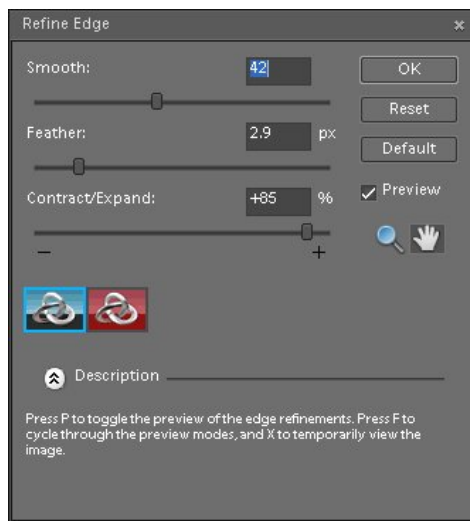 Refine Edge
Smooth: 42 OK
Reset
Feather: 2.9 px
Default
Contract/Expand: +85 % Preview
− +
Description
Press P to toggle the preview of the edge refinements. Press F to
cycle through the preview modes, and X to temporarily view the
image.